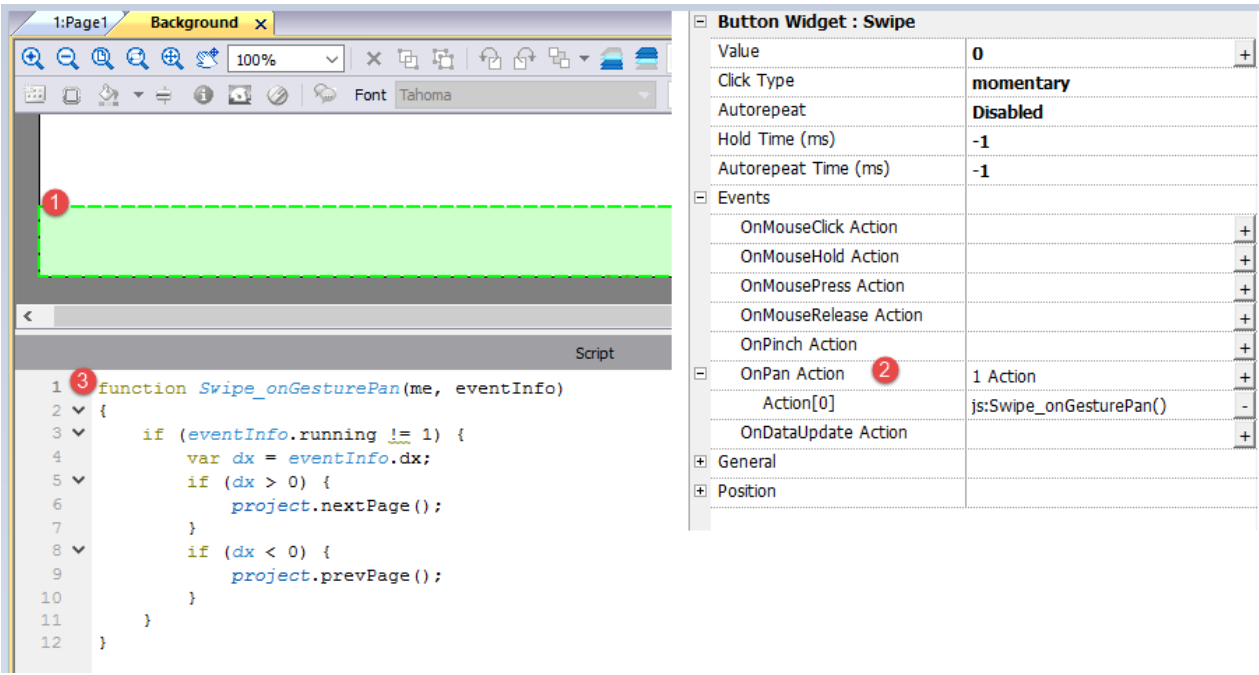 1:Page1 Background x
100%
Font Tahoma
1
Script
3
1 function Swipe_onGesturePan(me, eventInfo)
2 {
3 if (eventInfo.running != 1) {
4 var dx = eventInfo.dx;
5 if (dx > 0) {
6 project.nextPage();
7 }
8 if (dx < 0) {
9 project.prevPage();
10 }
11 }
12 }
Button Widget : Swipe
Value 0 +
Click Type momentary
Autorepeat Disabled
Hold Time (ms) -1
Autorepeat Time (ms) -1
Events
OnMouseClick Action +
OnMouseHold Action +
OnMousePress Action +
OnMouseRelease Action +
OnPinch Action +
OnPan Action 2 1 Action +
Action[0] js:Swipe_onGesturePan() -
OnDataUpdate Action +
General
Position